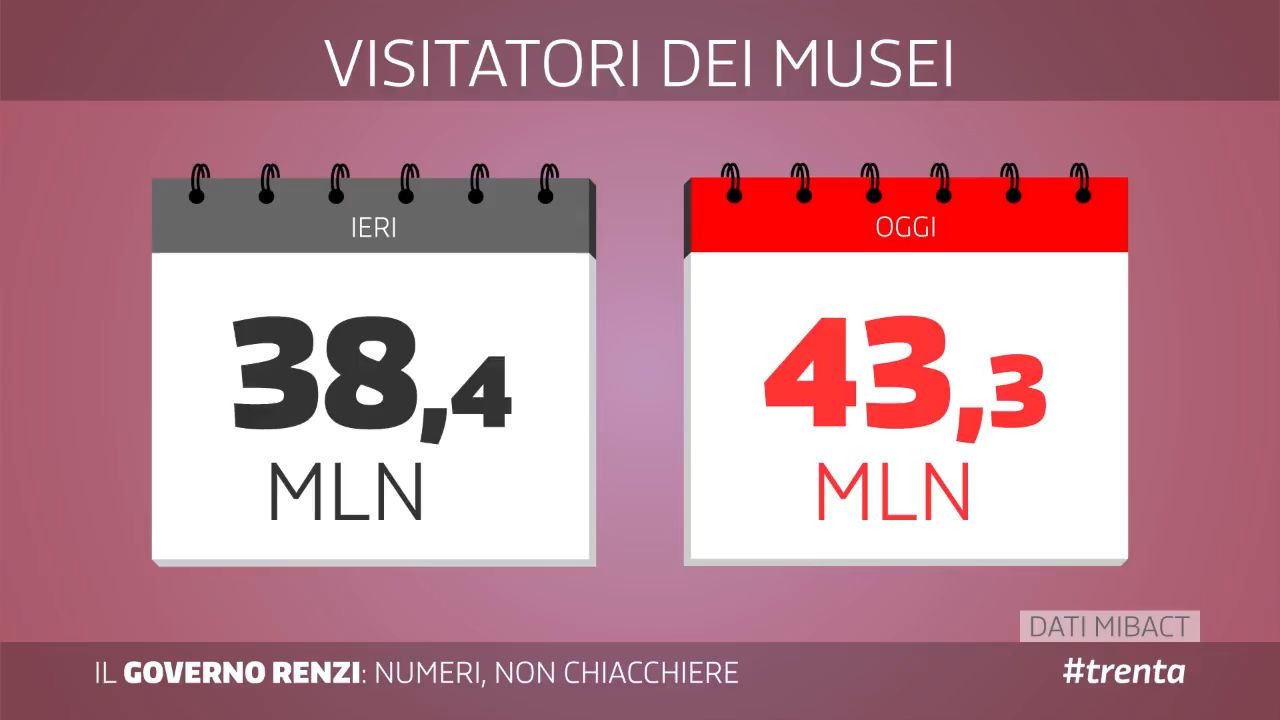 VISITATORI DEI MUSEI
IERI
38,4
MLN
OGGI
43,3
MLN
DATI MIBACT
IL GOVERNO RENZI: NUMERI, NON CHIACCHIERE
#trenta